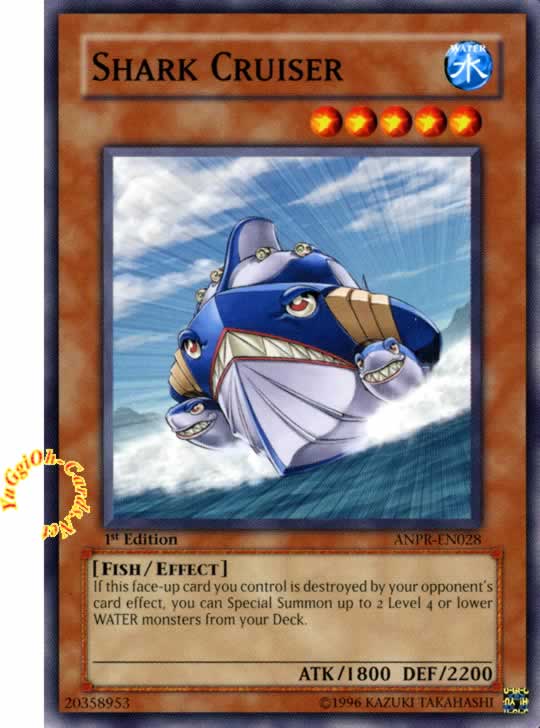 SHARK CRUISER
WATER
水
1st Edition
ANPR-EN028
[FISH/EFFECT]
If this face-up card you control is destroyed by your opponent's
card effect, you can Special Summon up to 2 Level 4 or lower
WATER monsters from your Deck.
ATK/1800 DEF/2200
20358953
©1996 KAZUKI TAKAHASHI
YuGgiOh-Cards.Net